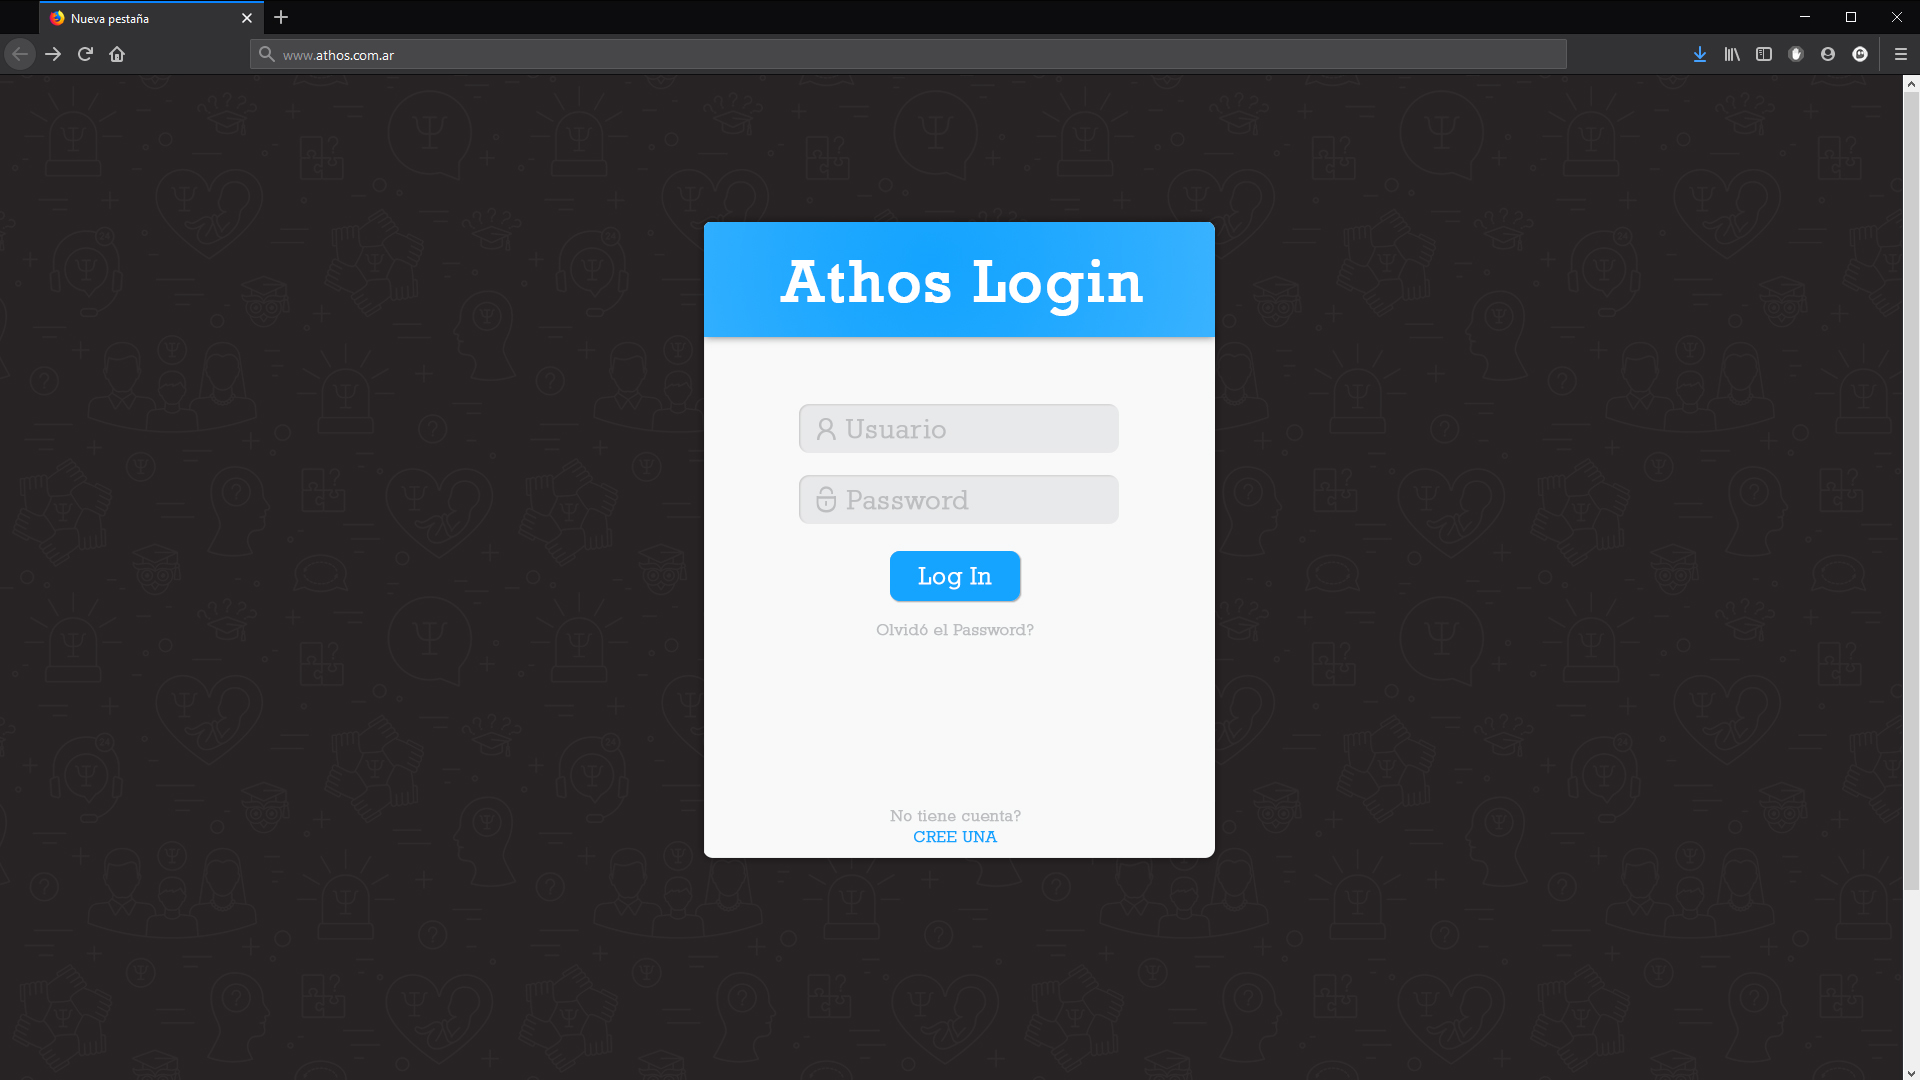 Nueva pestaña
www.athos.com.ar
Athos Login
Usuario
Password
Log In
Olvidó el Password?
No tiene cuenta?
CREE UNA